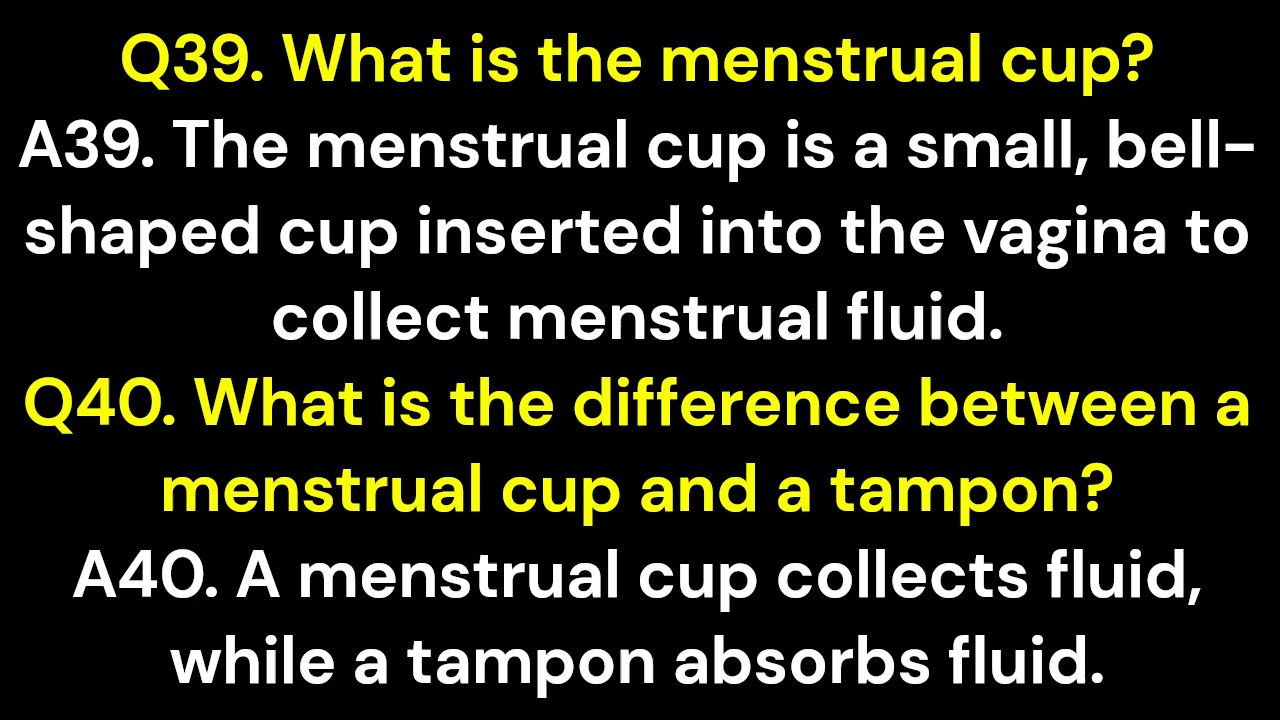 Q39. What is the menstrual cup?
A39. The menstrual cup is a small, bell-
shaped cup inserted into the vagina to
collect menstrual fluid.
Q40. What is the difference between a
menstrual cup and a tampon?
A40. A menstrual cup collects fluid,
while a tampon absorbs fluid.